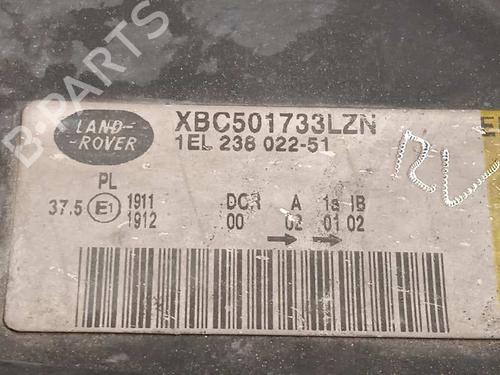 B-PARTS
LAND-
ROVER
XBC501733LZN
1EL 238 022-51
PL
37.5 E1 1911
1912
DCR A 1a IB
00 02 01 02